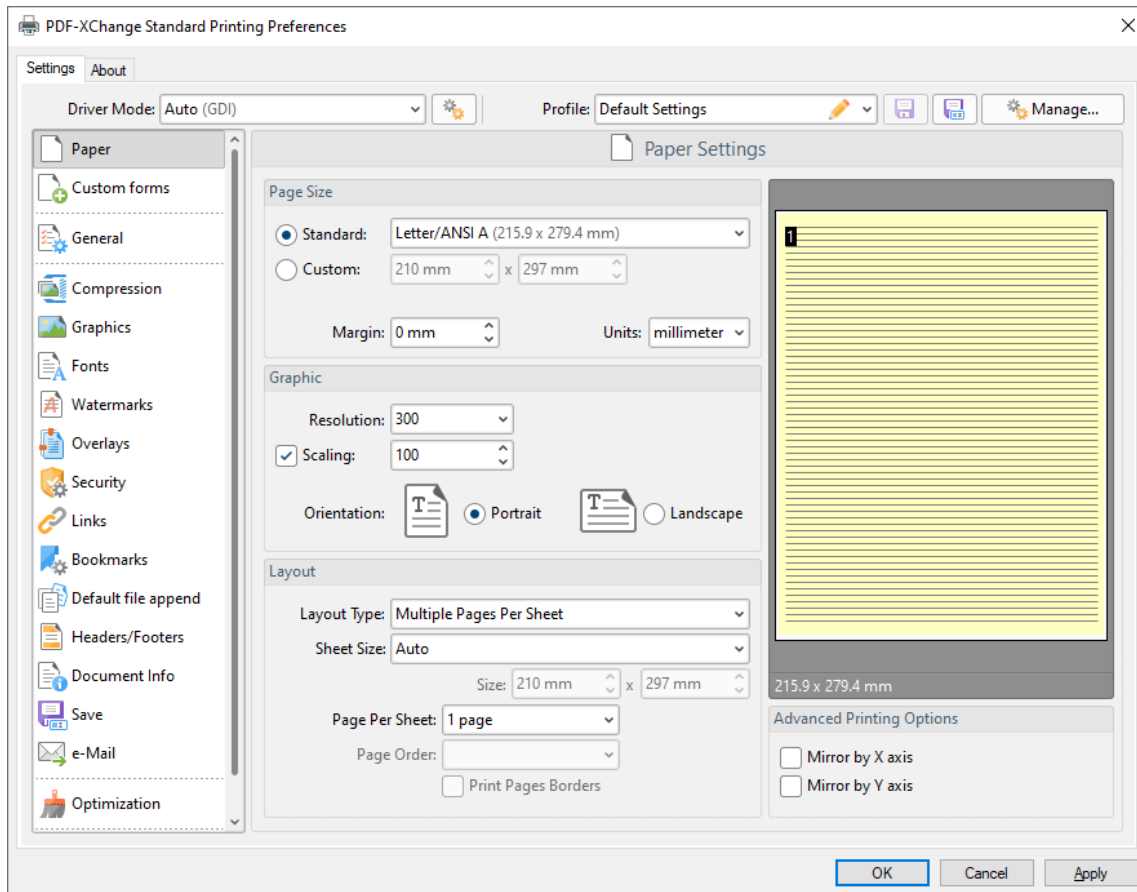 PDF-XChange Standard Printing Preferences
Settings About
Driver Mode: Auto (GDI) Profile: Default Settings Manage...
Paper
Custom forms
General
Compression
Graphics
Fonts
Watermarks
Overlays
Security
Links
Bookmarks
Default file append
Headers/Footers
Document Info
Save
e-Mail
Optimization
Paper Settings
Page Size
Standard: Letter/ANSI A (215.9 x 279.4 mm)
Custom: 210 mm x 297 mm
Margin: 0 mm Units: millimeter
Graphic
Resolution: 300
Scaling: 100
Orientation: T Portrait T Landscape
Layout
Layout Type: Multiple Pages Per Sheet
Sheet Size: Auto
Size: 210 mm x 297 mm
Page Per Sheet: 1 page
Page Order:
Print Pages Borders
1
215.9 x 279.4 mm
Advanced Printing Options
Mirror by X axis
Mirror by Y axis
OK Cancel Apply